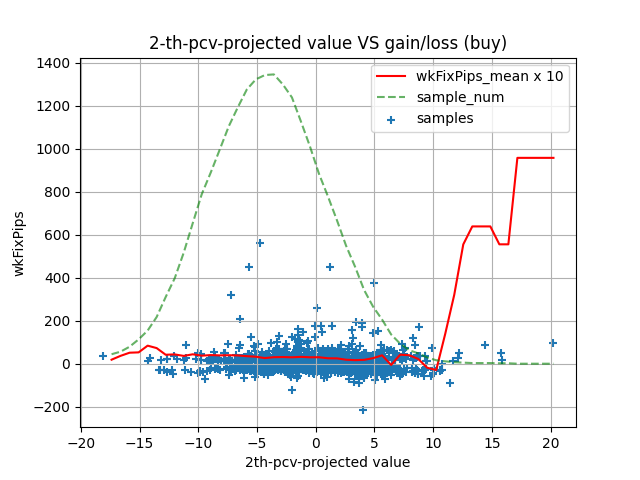 2-th-pcv-projected value VS gain/loss (buy)
1400
1200
1000
800
600
400
200
0
−200
wkFixPips
wkFixPips_mean x 10
sample_num
samples
−20 −15 −10 −5 0 5 10 15 20
2th-pcv-projected value